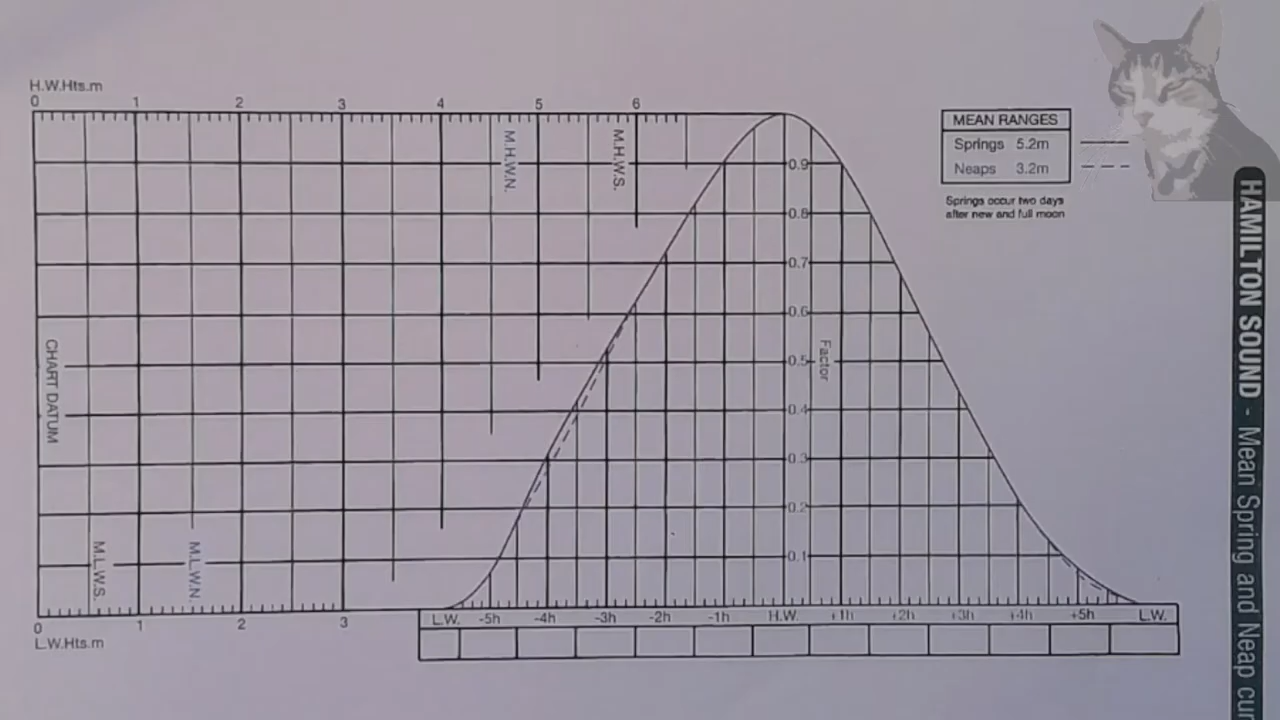 H.W.Hts.m
0 1 2 3 4 5 6
M.H.W.N.
M.H.W.S.
MEAN RANGES
Springs 5.2m
Neaps 3.2m
Springs occur two days
after new and full moon
0.9
0.8
0.7
0.6
0.5
0.4
0.3
0.2
0.1
Factor
CHART DATUM
M.L.W.S.
M.L.W.N.
L.W. -5h -4h -3h -2h -1h H.W. +1h +2h +3h +4h +5h L.W.
0 1 2 3
L.W.Hts.m
HAMILTON SOUND - Mean Spring and Neap cur